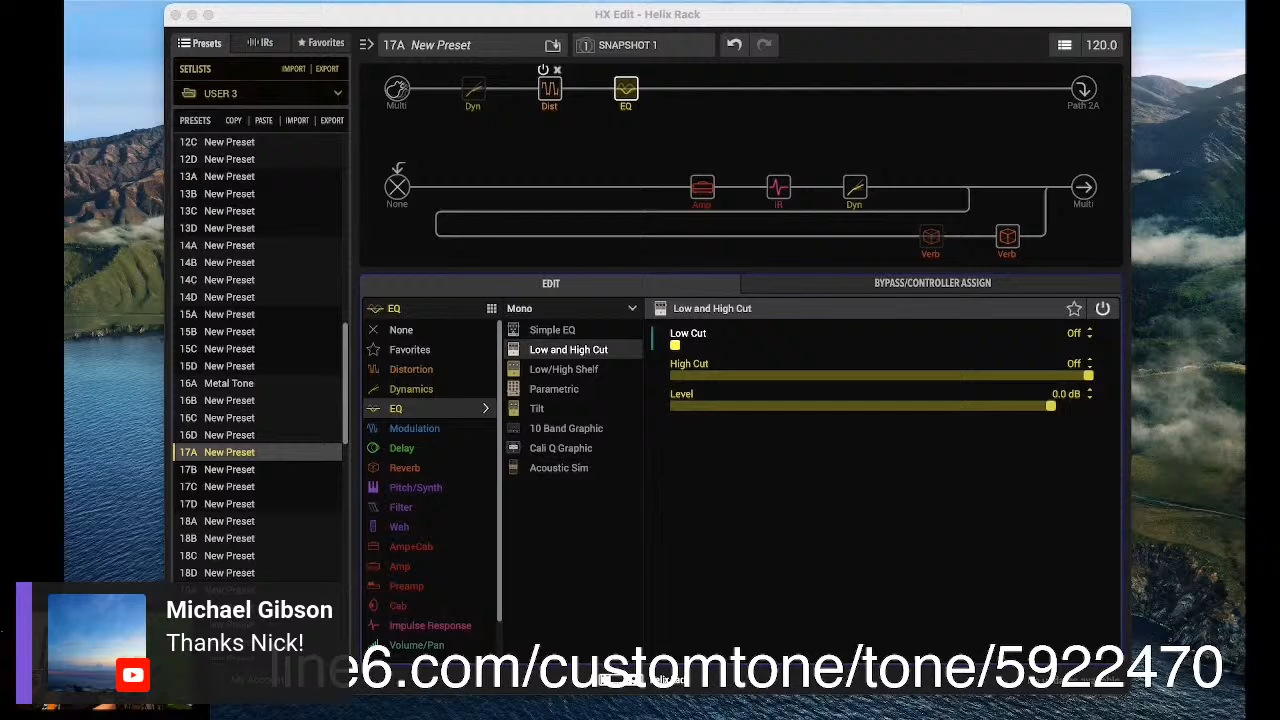 HX Edit - Helix Rack
Presets
IRs
Favorites
17A New Preset
1 SNAPSHOT 1
120.0
SETLISTS
IMPORT | EXPORT
USER 3
PRESETS
COPY | PASTE | IMPORT | EXPORT
12C New Preset
12D New Preset
13A New Preset
13B New Preset
13C New Preset
13D New Preset
14A New Preset
14B New Preset
14C New Preset
14D New Preset
15A New Preset
15B New Preset
15C New Preset
15D New Preset
16A Metal Tone
16B New Preset
16C New Preset
16D New Preset
17A New Preset
17B New Preset
17C New Preset
17D New Preset
18A New Preset
18B New Preset
18C New Preset
18D New Preset
Multi
Dyn
Dist
EQ
Path 2A
None
Amp
IR
Dyn
Multi
Verb
Verb
EDIT
BYPASS/CONTROLLER ASSIGN
EQ
None
Favorites
Distortion
Dynamics
EQ
Modulation
Delay
Reverb
Pitch/Synth
Filter
Wah
Amp+Cab
Amp
Preamp
Cab
Impulse Response
Volume/Pan
Mono
Simple EQ
Low and High Cut
Low/High Shelf
Parametric
Tilt
10 Band Graphic
Cali Q Graphic
Acoustic Sim
Low and High Cut
Low Cut
Off
High Cut
Off
Level
0.0 dB
Michael Gibson
Thanks Nick!
line6.com/customtone/tone/5922470